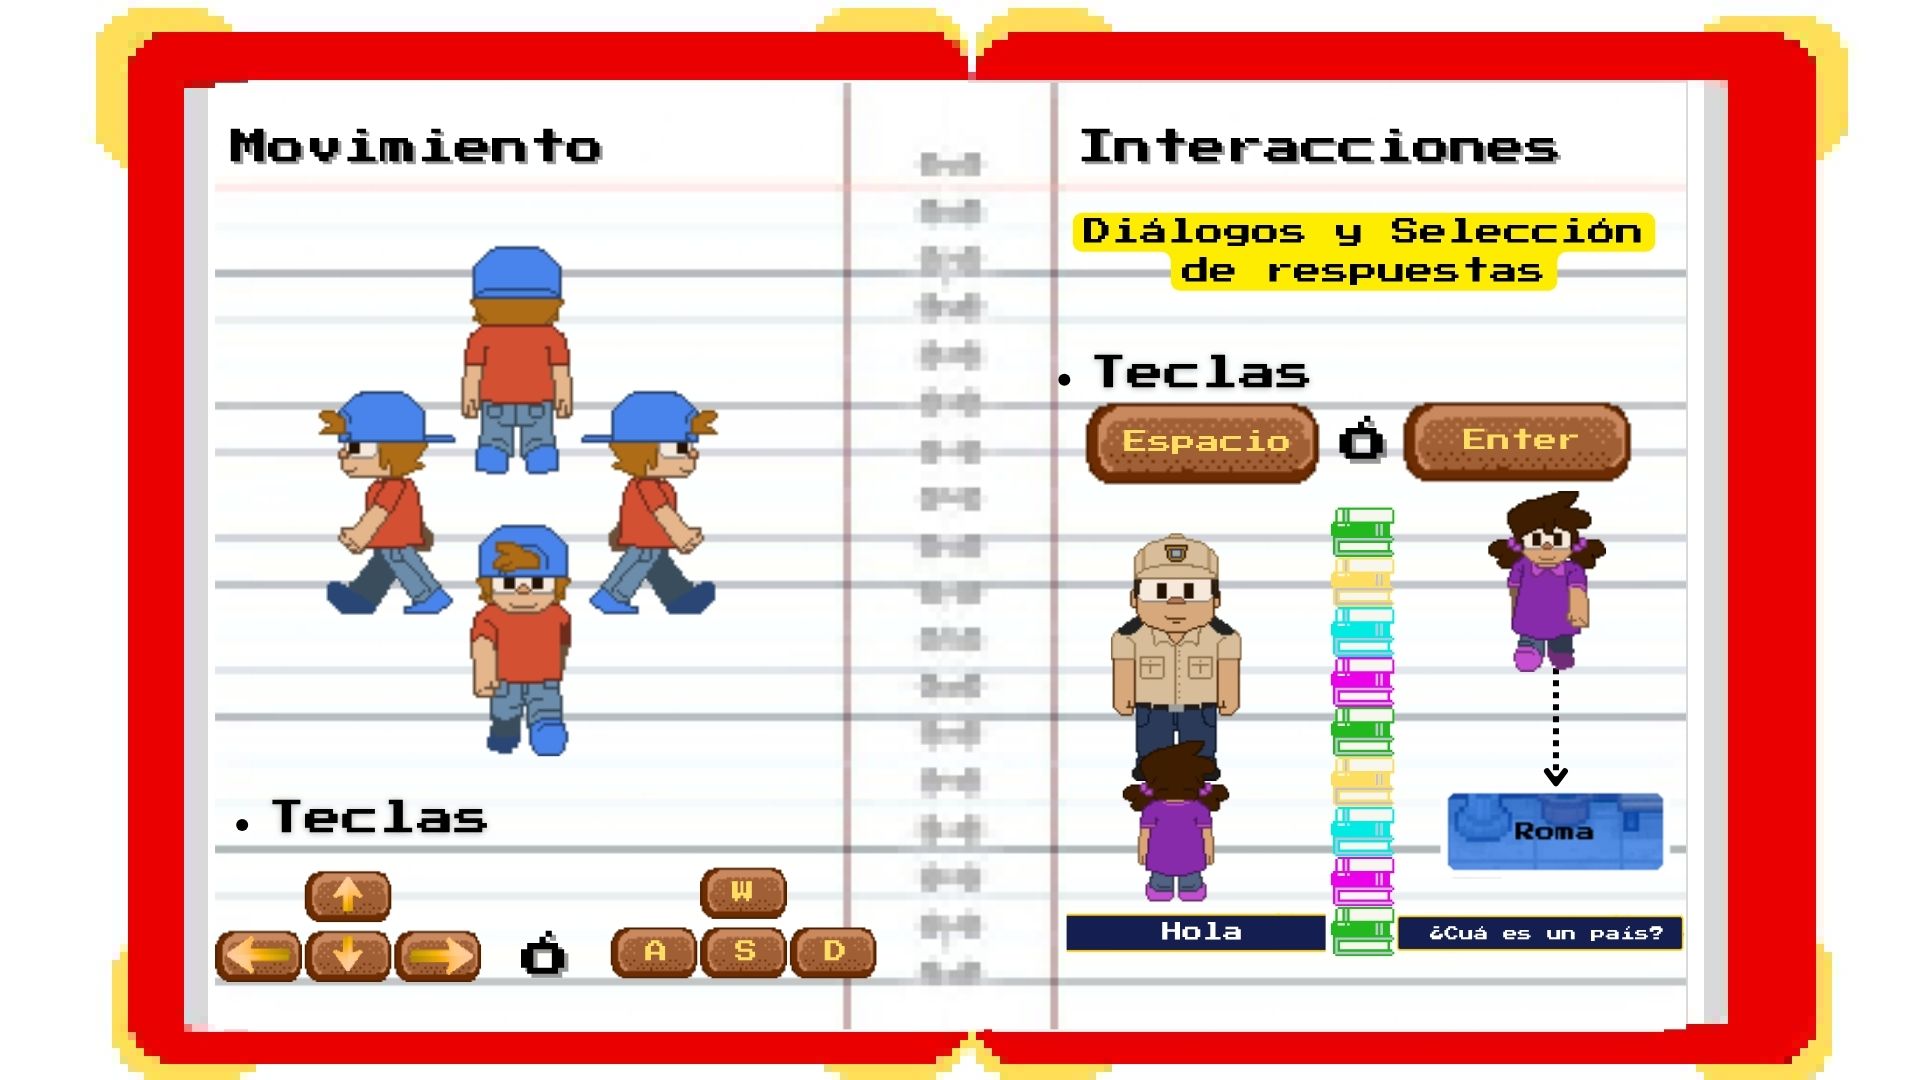 Movimiento
Teclas
ó
W
A S D
Interacciones
Diálogos y Selección
de respuestas
Teclas
Espacio ó Enter
Roma
Hola
¿Cuá es un país?